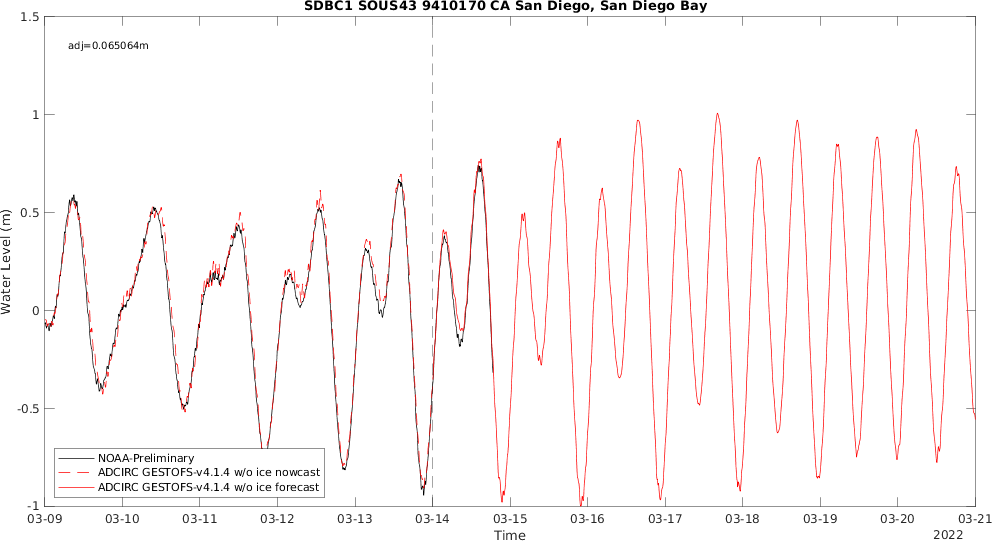 SDBC1 SOUS43 9410170 CA San Diego, San Diego Bay
1.5
adj=0.065064m
1
0.5
0
-0.5
-1
Water Level (m)
NOAA-Preliminary
ADCIRC GESTOFS-v4.1.4 w/o ice nowcast
ADCIRC GESTOFS-v4.1.4 w/o ice forecast
03-09 03-10 03-11 03-12 03-13 03-14 03-15 03-16 03-17 03-18 03-19 03-20 03-21
Time
2022